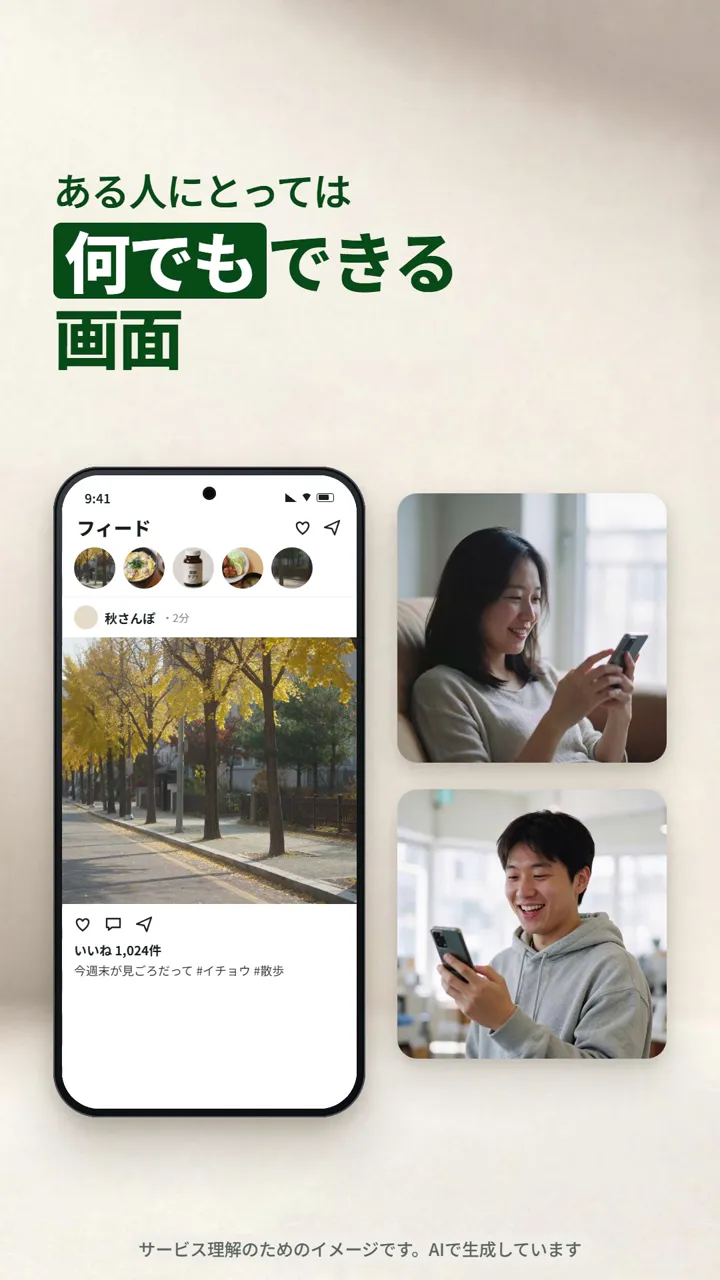 ある人にとっては
何でもできる
画面
9:41
フィード
秋さんぽ ・2分
いいね 1,024件
今週末が見ごろだって #イチョウ #散歩
サービス理解のためのイメージです。AIで生成しています